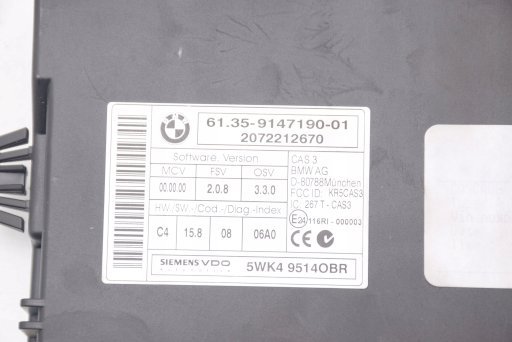 BMW
61.35-9147190-01
2072212670
Software. Version
MCV FSV OSV
00.00.00 2.0.8 3.3.0
HW.-/SW.-/Cod.-/Diag.-Index
C4 15.8 08 06A0
CAS 3
BMW AG
D-80788München
FCC ID: KR5CAS3
IC: 267 T - CAS3
E24/116RI - 000003
CE
SIEMENS VDO
5WK4 9514OBR